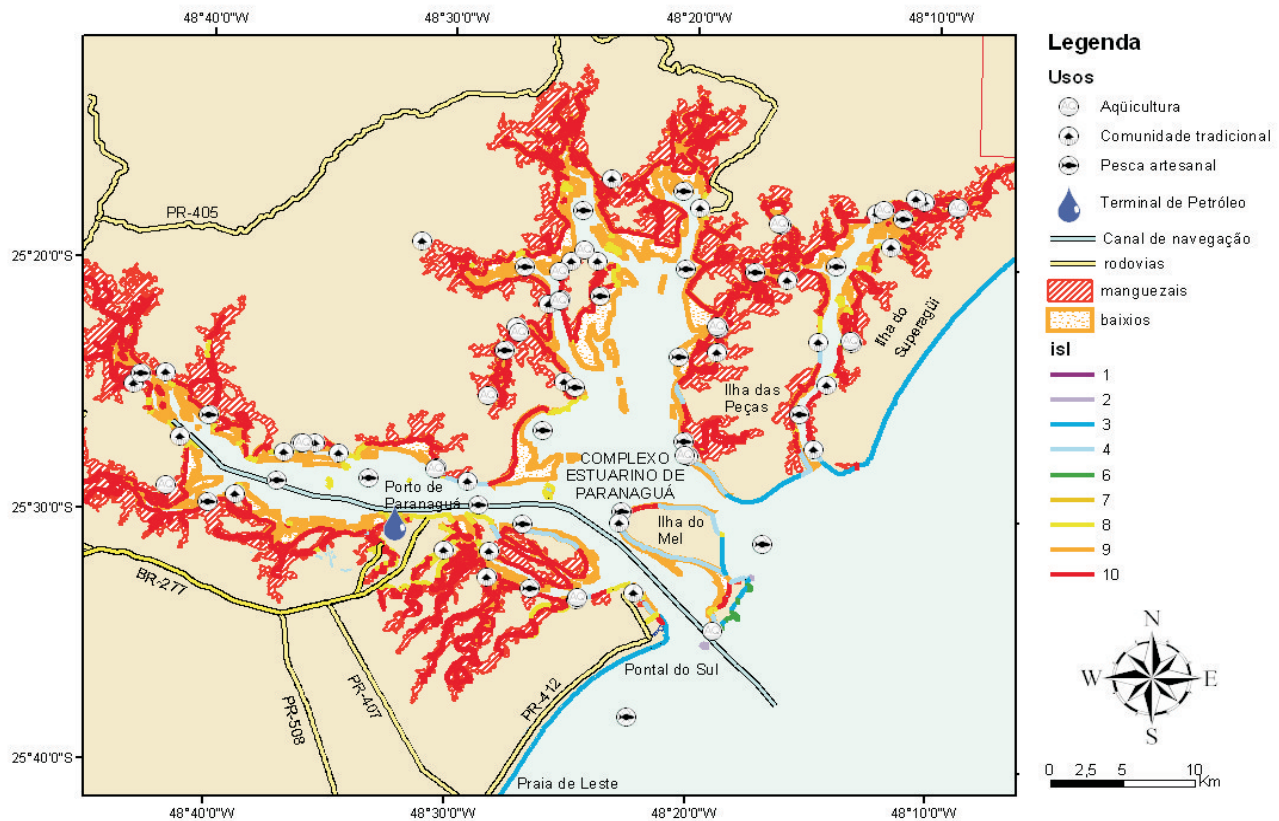 48°40'0"W
48°30'0"W
48°20'0"W
48°10'0"W
Legenda
Usos
AQ Aqüicultura
Comunidade tradicional
Pesca artesanal
Terminal de Petróleo
Canal de navegação
rodovias
manguezais
baixios
isl
1
2
3
4
6
7
8
9
10
PR-405
25°20'0"S
Ilha do
Superagüi
Ilha das
Peças
COMPLEXO
ESTUARINO DE
PARANAGUÁ
Porto de
Paranaguá
25°30'0"S
Ilha do
Mel
BR-277
Pontal do Sul
PR-412
PR-407
PR-508
25°40'0"S
Praia de Leste
N
W
E
S
0 2,5 5 10
Km
48°40'0"W
48°30'0"W
48°20'0"W
48°10'0"W